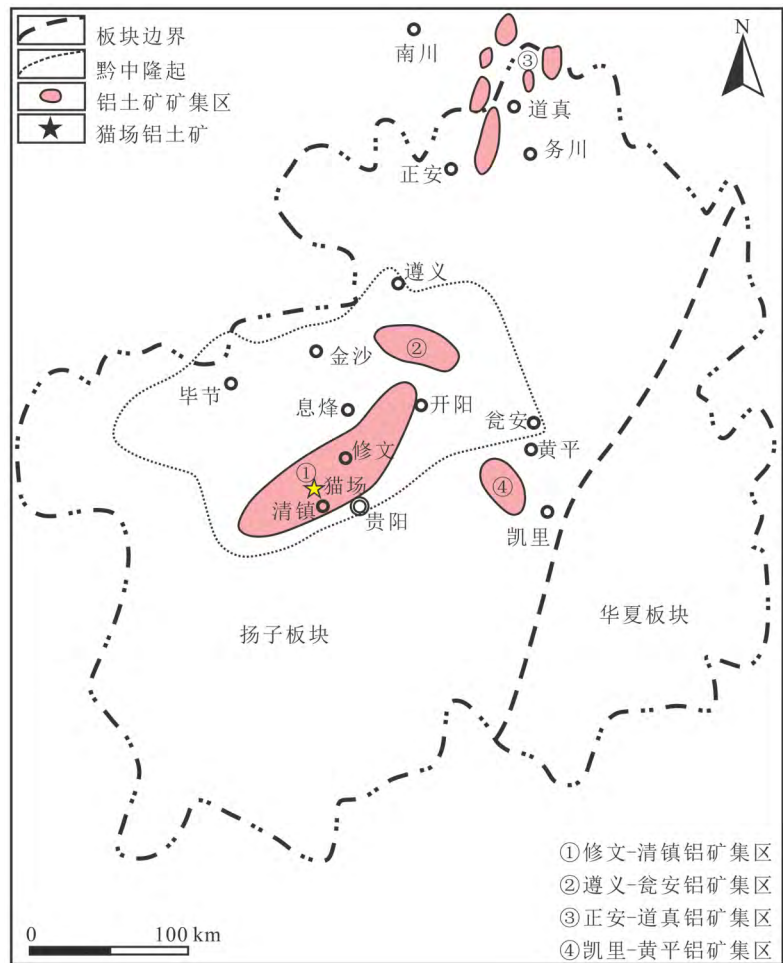 板块边界
黔中隆起
铝土矿矿集区
猫场铝土矿
南川
③
N
道真
务川
正安
遵义
金沙
②
毕节
息烽
开阳
瓮安
修文
黄平
①
猫场
④
清镇
贵阳
凯里
华夏板块
扬子板块
①修文-清镇铝矿集区
②遵义-瓮安铝矿集区
③正安-道真铝矿集区
④凯里-黄平铝矿集区
0 100 km